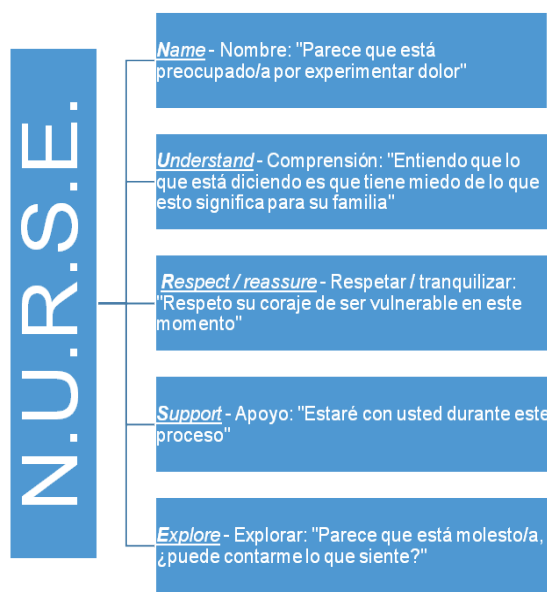 N.U.R.S.E.
Name - Nombre: "Parece que está
preocupado/a por experimentar dolor"
Understand - Comprensión: "Entiendo que lo
que está diciendo es que tiene miedo de lo que
esto significa para su familia"
Respect / reassure - Respetar / tranquilizar:
"Respeto su coraje de ser vulnerable en este
momento"
Support - Apoyo: "Estaré con usted durante este
proceso"
Explore - Explorar: "Parece que está molesto/a,
¿puede contarme lo que siente?"